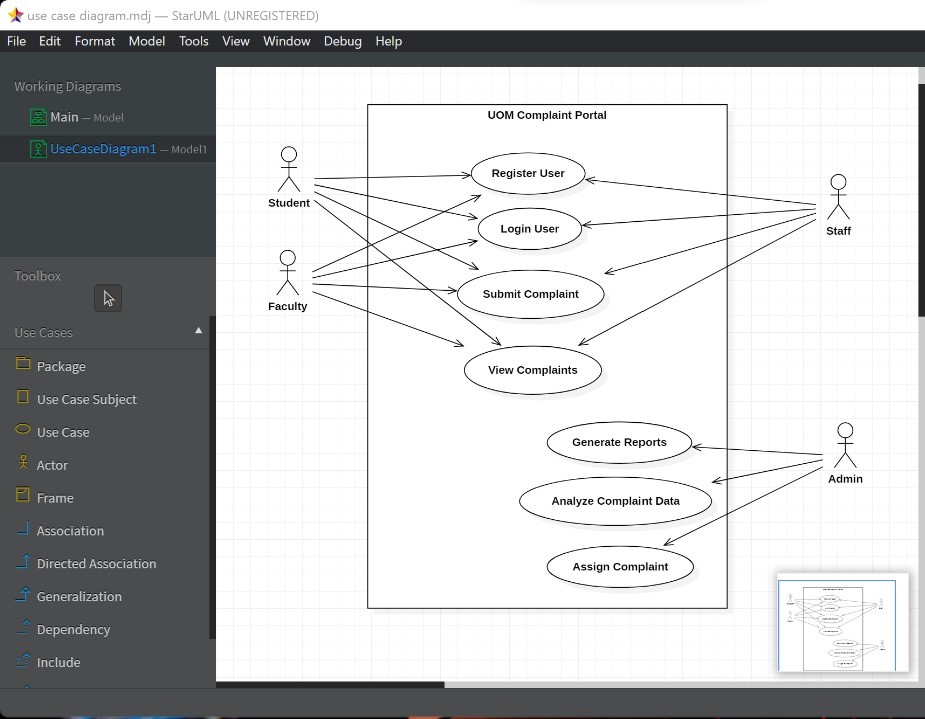 use case diagram.mdj — StarUML (UNREGISTERED)
File Edit Format Model Tools View Window Debug Help
Working Diagrams
Main — Model
UseCaseDiagram1 — Model1
Toolbox
Use Cases
Package
Use Case Subject
Use Case
Actor
Frame
Association
Directed Association
Generalization
Dependency
Include
UOM Complaint Portal
Student
Faculty
Register User
Login User
Submit Complaint
View Complaints
Generate Reports
Analyze Complaint Data
Assign Complaint
Staff
Admin